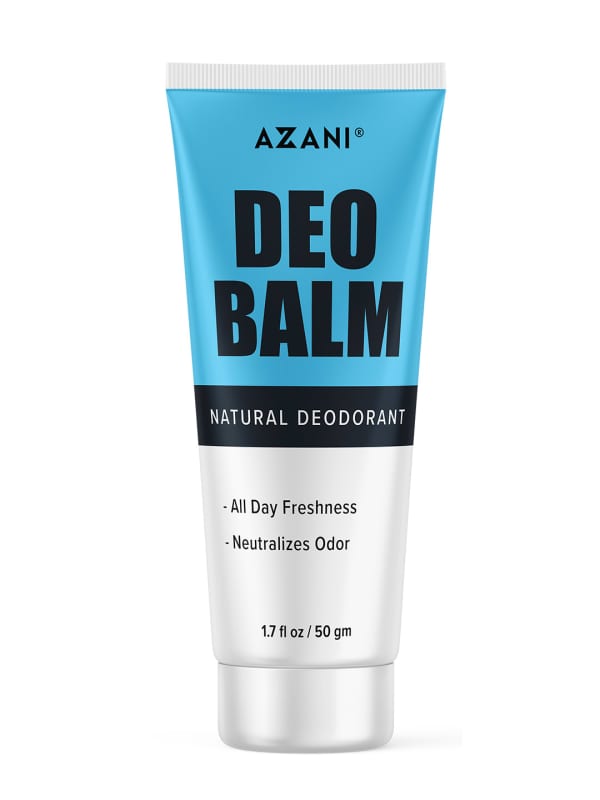 AZANI®
DEO
BALM
NATURAL DEODORANT
- All Day Freshness
- Neutralizes Odor
1.7 fl oz / 50 gm